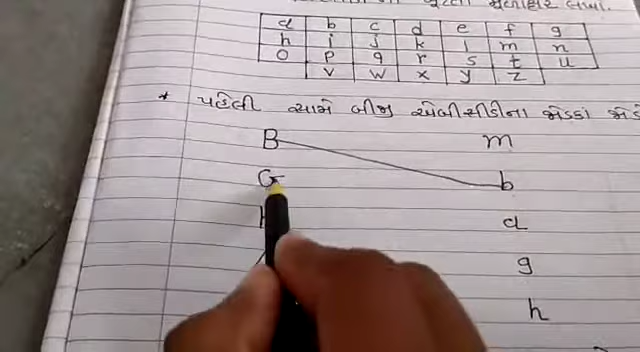 a b c d e f g
h i j k l m n
o p q r s t u
v w x y z
* પહેલી સામે બીજી એબીસીડીના જોડકાં
B m
G b
d
g
h